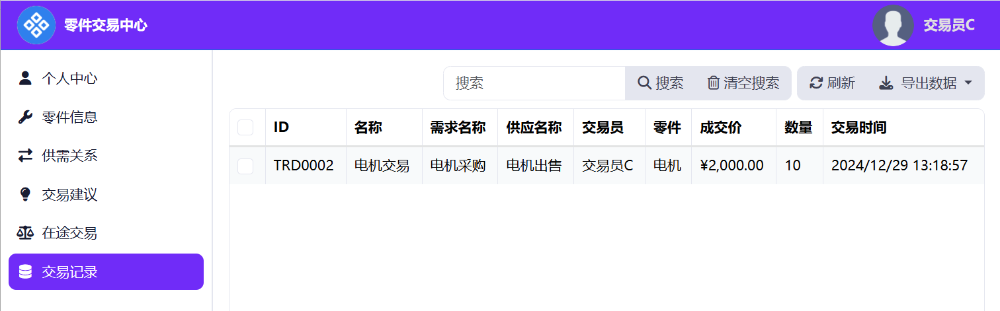 零件交易中心
交易员C
个人中心
零件信息
供需关系
交易建议
在途交易
交易记录
搜索 搜索 清空搜索 刷新 导出数据
ID 名称 需求名称 供应名称 交易员 零件 成交价 数量 交易时间
TRD0002 电机交易 电机采购 电机出售 交易员C 电机 ¥2,000.00 10 2024/12/29 13:18:57